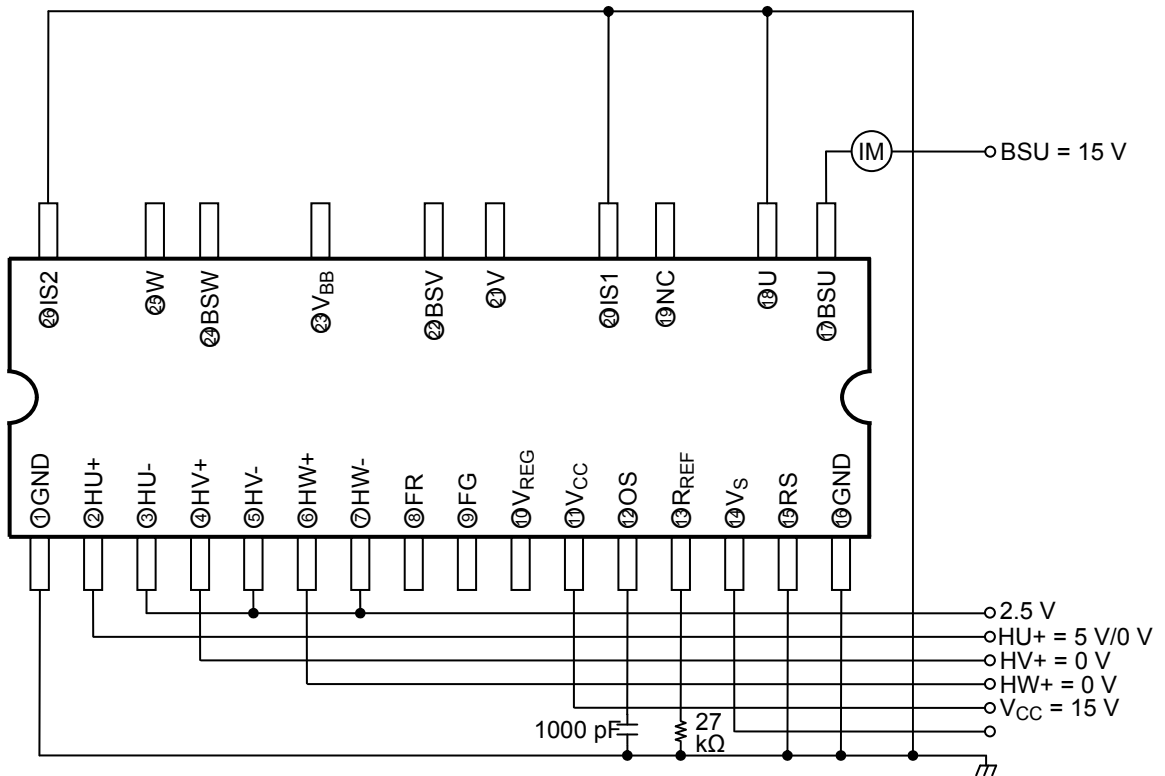 IM
BSU = 15 V
㉖IS2
㉕W
㉔BSW
㉓VBB
㉒BSV
㉑V
⑳IS1
⑲NC
⑱U
⑰BSU
①GND
②HU+
③HU-
④HV+
⑤HV-
⑥HW+
⑦HW-
⑧FR
⑨FG
⑩VREG
⑪VCC
⑫OS
⑬RREF
⑭VS
⑮RS
⑯GND
2.5 V
HU+ = 5 V/0 V
HV+ = 0 V
HW+ = 0 V
VCC = 15 V
1000 pF
27
kΩ